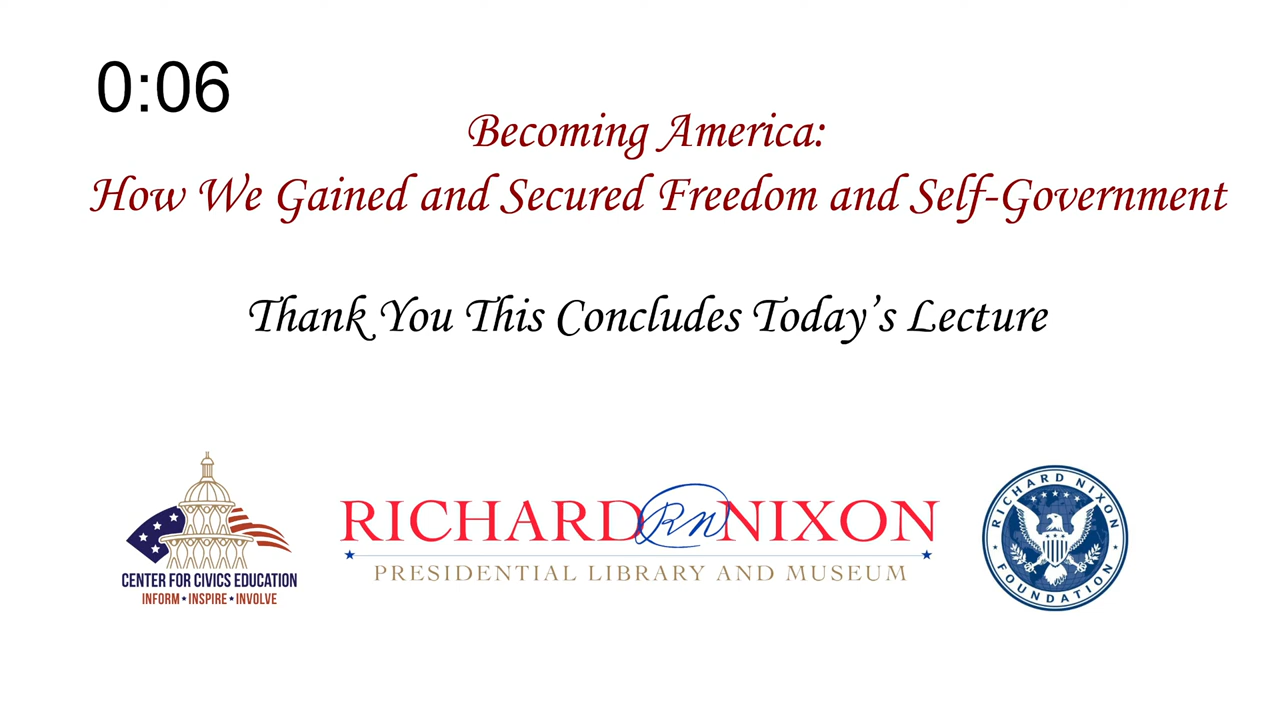 0:06
Becoming America:
How We Gained and Secured Freedom and Self-Government
Thank You This Concludes Today’s Lecture
CENTER FOR CIVICS EDUCATION
INFORM ★ INSPIRE ★ INVOLVE
RICHARD RN NIXON
PRESIDENTIAL LIBRARY AND MUSEUM
RICHARD NIXON
FOUNDATION